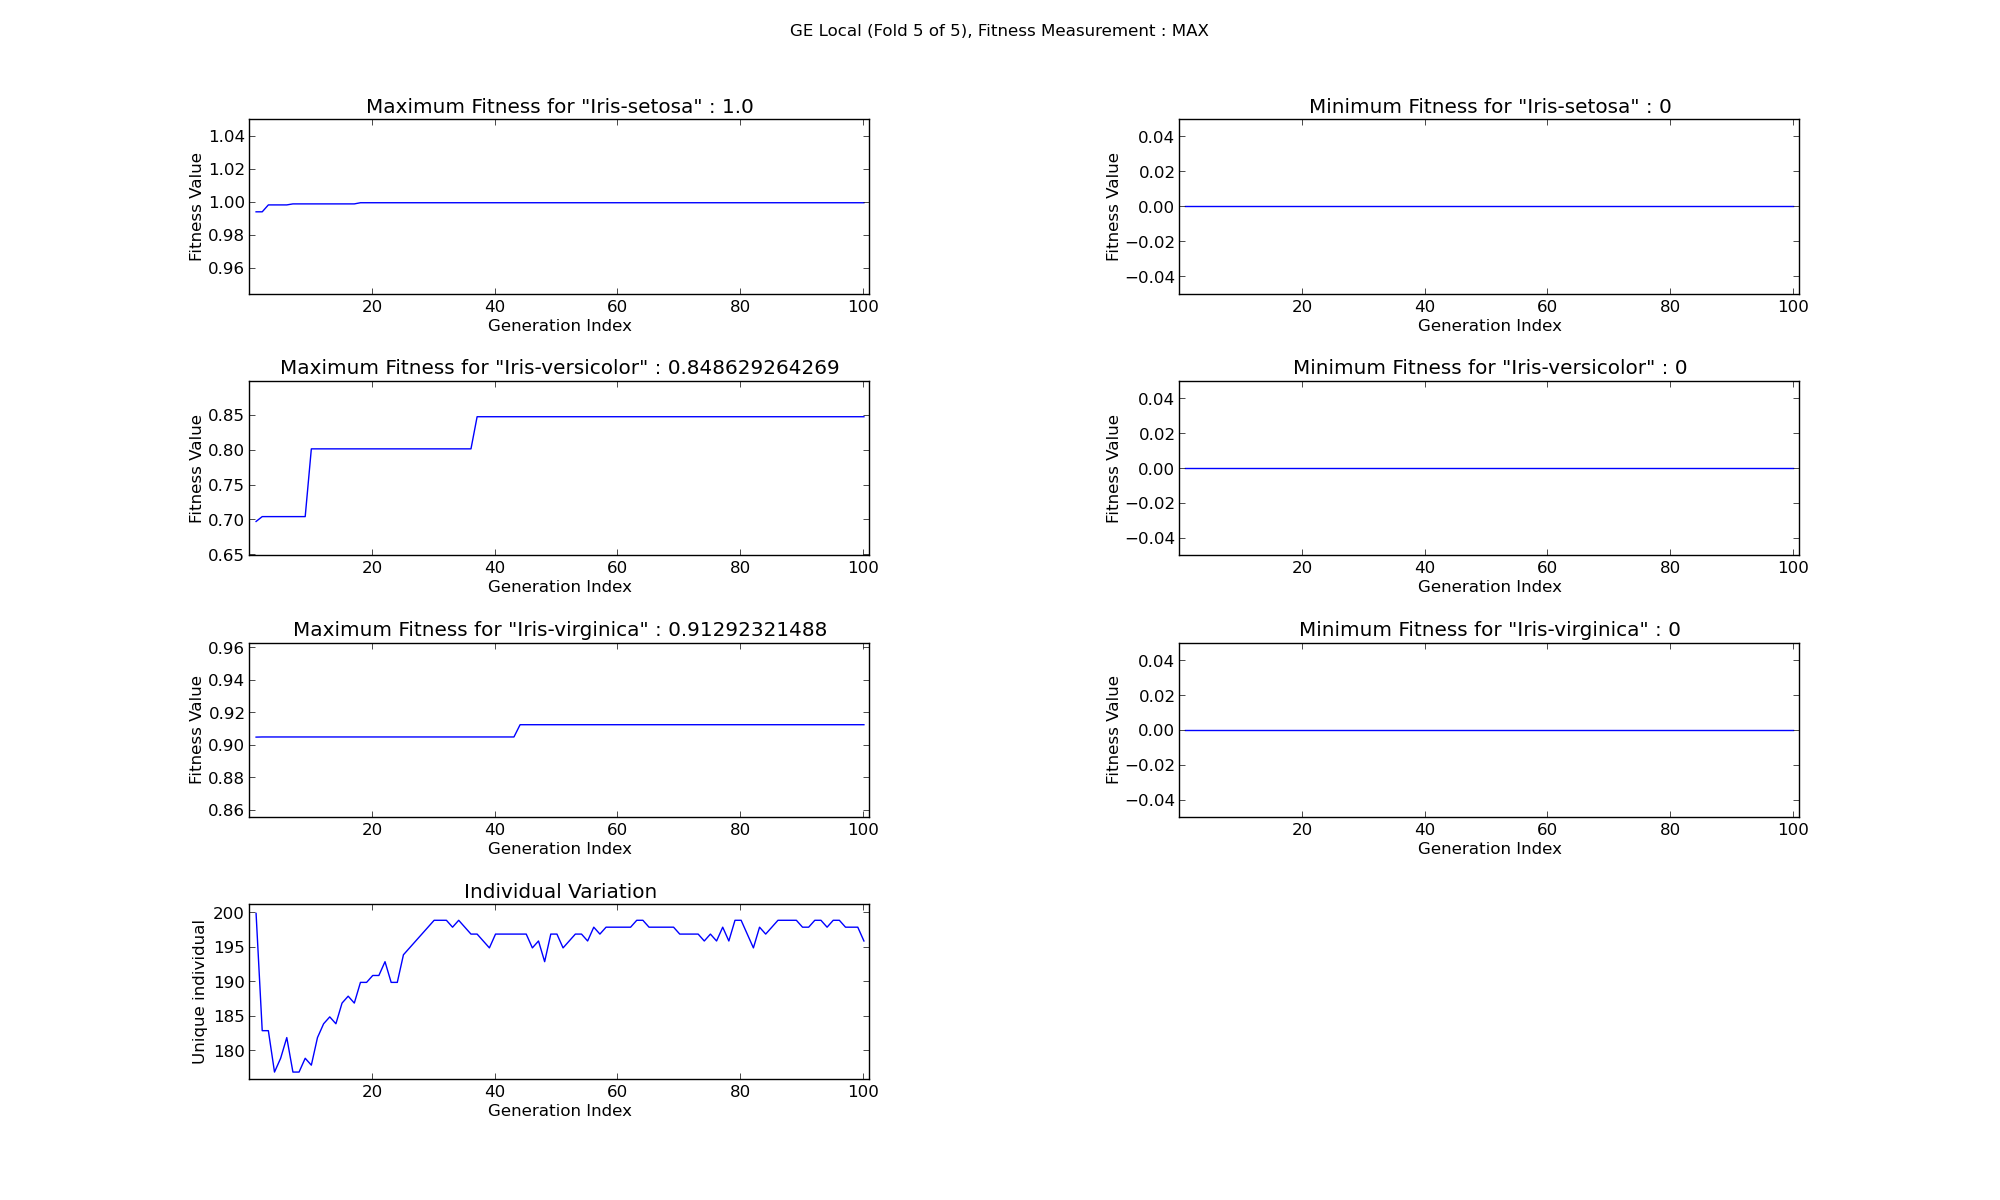 GE Local (Fold 5 of 5), Fitness Measurement : MAX
Maximum Fitness for "Iris-setosa" : 1.0
1.04
1.02
1.00
0.98
0.96
Fitness Value
20 40 60 80 100
Generation Index
Minimum Fitness for "Iris-setosa" : 0
0.04
0.02
0.00
−0.02
−0.04
Fitness Value
20 40 60 80 100
Generation Index
Maximum Fitness for "Iris-versicolor" : 0.848629264269
0.85
0.80
0.75
0.70
0.65
Fitness Value
20 40 60 80 100
Generation Index
Minimum Fitness for "Iris-versicolor" : 0
0.04
0.02
0.00
−0.02
−0.04
Fitness Value
20 40 60 80 100
Generation Index
Maximum Fitness for "Iris-virginica" : 0.91292321488
0.96
0.94
0.92
0.90
0.88
0.86
Fitness Value
20 40 60 80 100
Generation Index
Minimum Fitness for "Iris-virginica" : 0
0.04
0.02
0.00
−0.02
−0.04
Fitness Value
20 40 60 80 100
Generation Index
Individual Variation
200
195
190
185
180
Unique individual
20 40 60 80 100
Generation Index